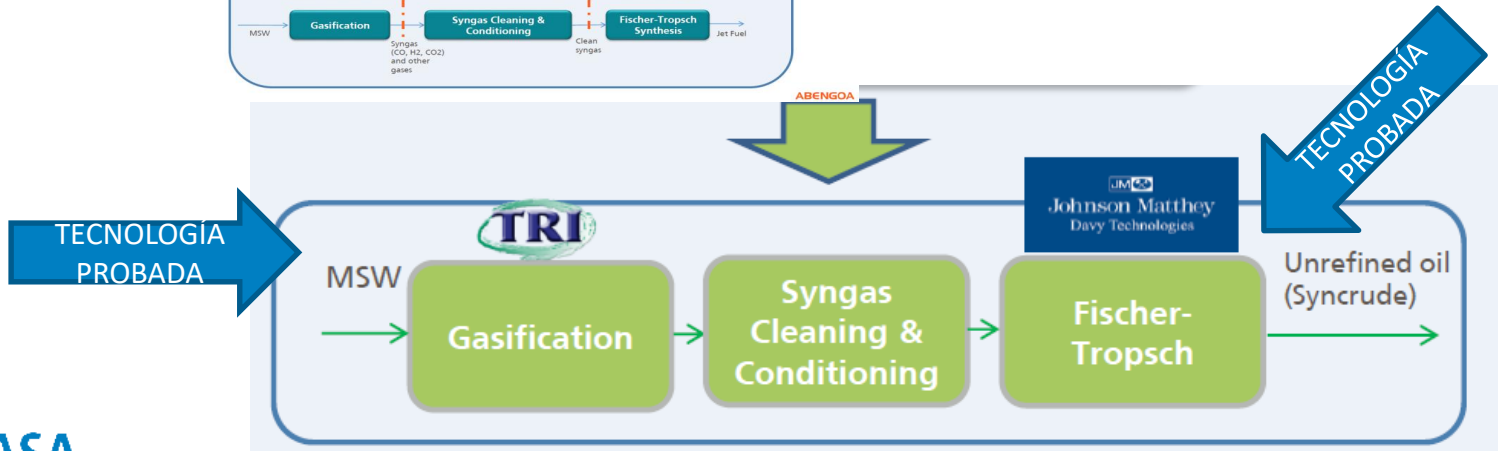 MSW
Gasification
Syngas
(CO, H2, CO2)
and other
gases
Syngas Cleaning &
Conditioning
Clean
syngas
Fischer-Tropsch
Synthesis
Jet Fuel
ABENGOA
TECNOLOGÍA
PROBADA
TECNOLOGÍA
PROBADA
MSW
TRI
Gasification
Syngas
Cleaning &
Conditioning
JM
Johnson Matthey
Davy Technologies
Fischer-
Tropsch
Unrefined oil
(Syncrude)